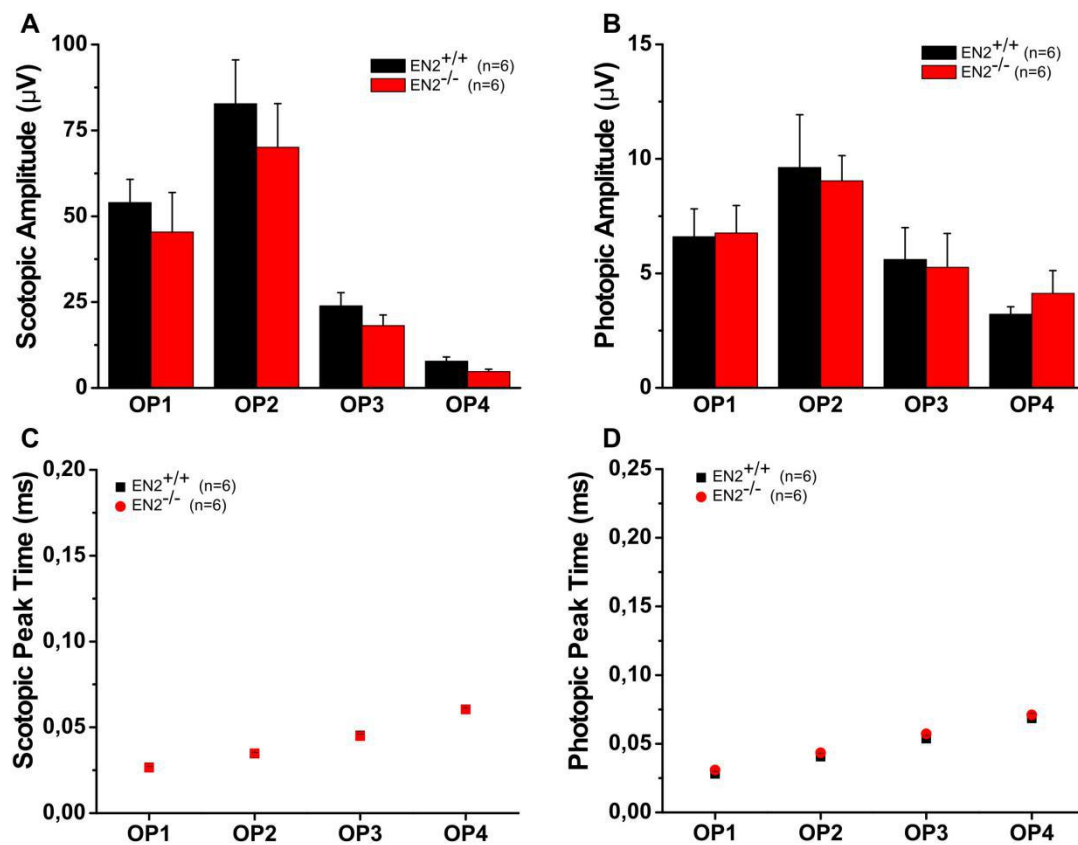 A
Scotopic Amplitude (µV)
100
75
50
25
0
EN2+/+ (n=6)
EN2-/- (n=6)
OP1 OP2 OP3 OP4
B
Photopic Amplitude (µV)
15
10
5
0
EN2+/+ (n=6)
EN2-/- (n=6)
OP1 OP2 OP3 OP4
C
Scotopic Peak Time (ms)
0,20
0,15
0,10
0,05
0,00
EN2+/+ (n=6)
EN2-/- (n=6)
OP1 OP2 OP3 OP4
D
Photopic Peak Time (ms)
0,25
0,20
0,15
0,10
0,05
0,00
EN2+/+ (n=6)
EN2-/- (n=6)
OP1 OP2 OP3 OP4